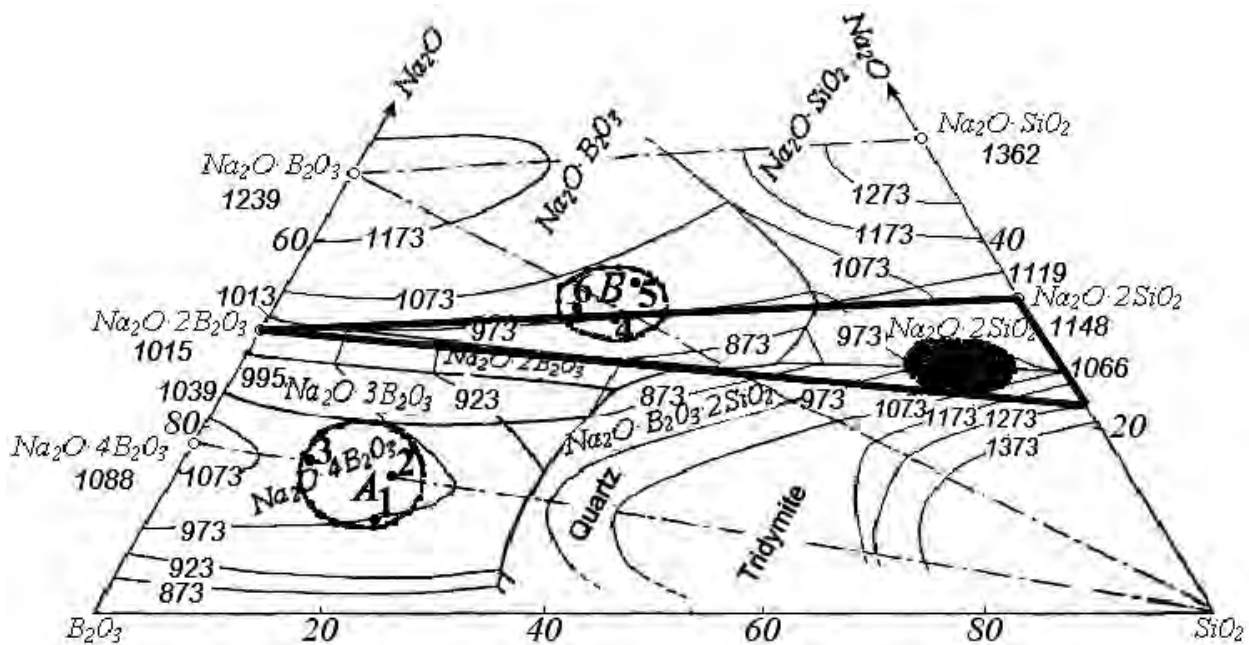 Na₂O
Na₂O
Na₂O·SiO₂
Na₂O·B₂O₃
Na₂O·SiO₂
1362
Na₂O·B₂O₃
1239
1273
60
1173
1173
40
1073
1119
1013
1073
6
B
5
Na₂O·2SiO₂
1148
Na₂O·2B₂O₃
1015
4
973
973
Na₂O·2SiO₂
873
1066
Na₂O·2B₂O₃
995
Na₂O·3B₂O₃
923
873
973
1039
Na₂O·B₂O₃·2SiO₂
1073
1173
1273
20
80
1373
Na₂O·4B₂O₃
1088
1073
3
Na₂O·4B₂O₃
2
A
1
Quartz
Tridymite
973
923
873
B₂O₃
20
40
60
80
SiO₂